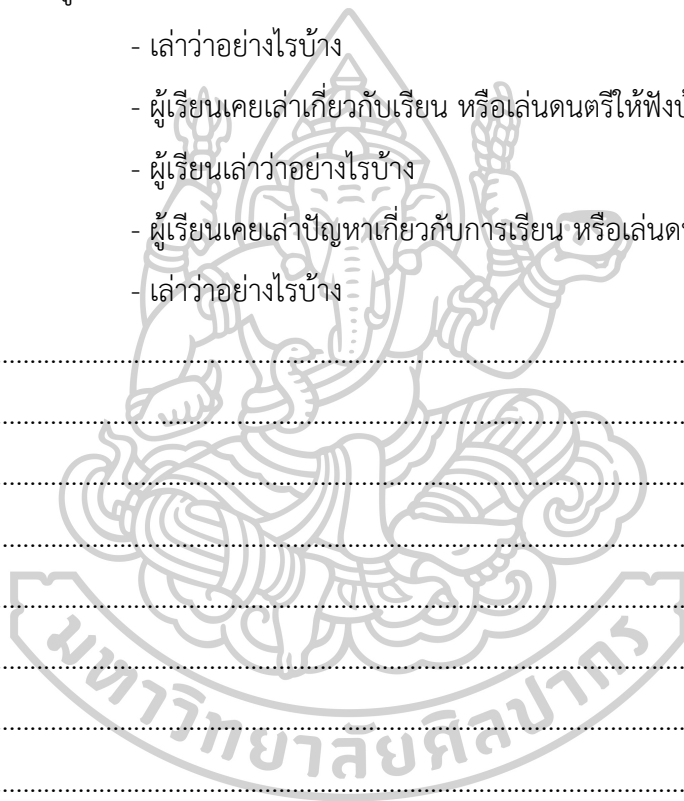 - เล่าว่าอย่างไรบ้าง
- ผู้เรียนเคยเล่าเกี่ยวกับเรียน หรือเล่นดนตรีให้ฟัง
- ผู้เรียนเล่าว่าอย่างไรบ้าง
- ผู้เรียนเคยเล่าปัญหาเกี่ยวกับการเรียน หรือเล่น
- เล่าว่าอย่างไรบ้าง
มหาวิทยาลัยศิลปากร